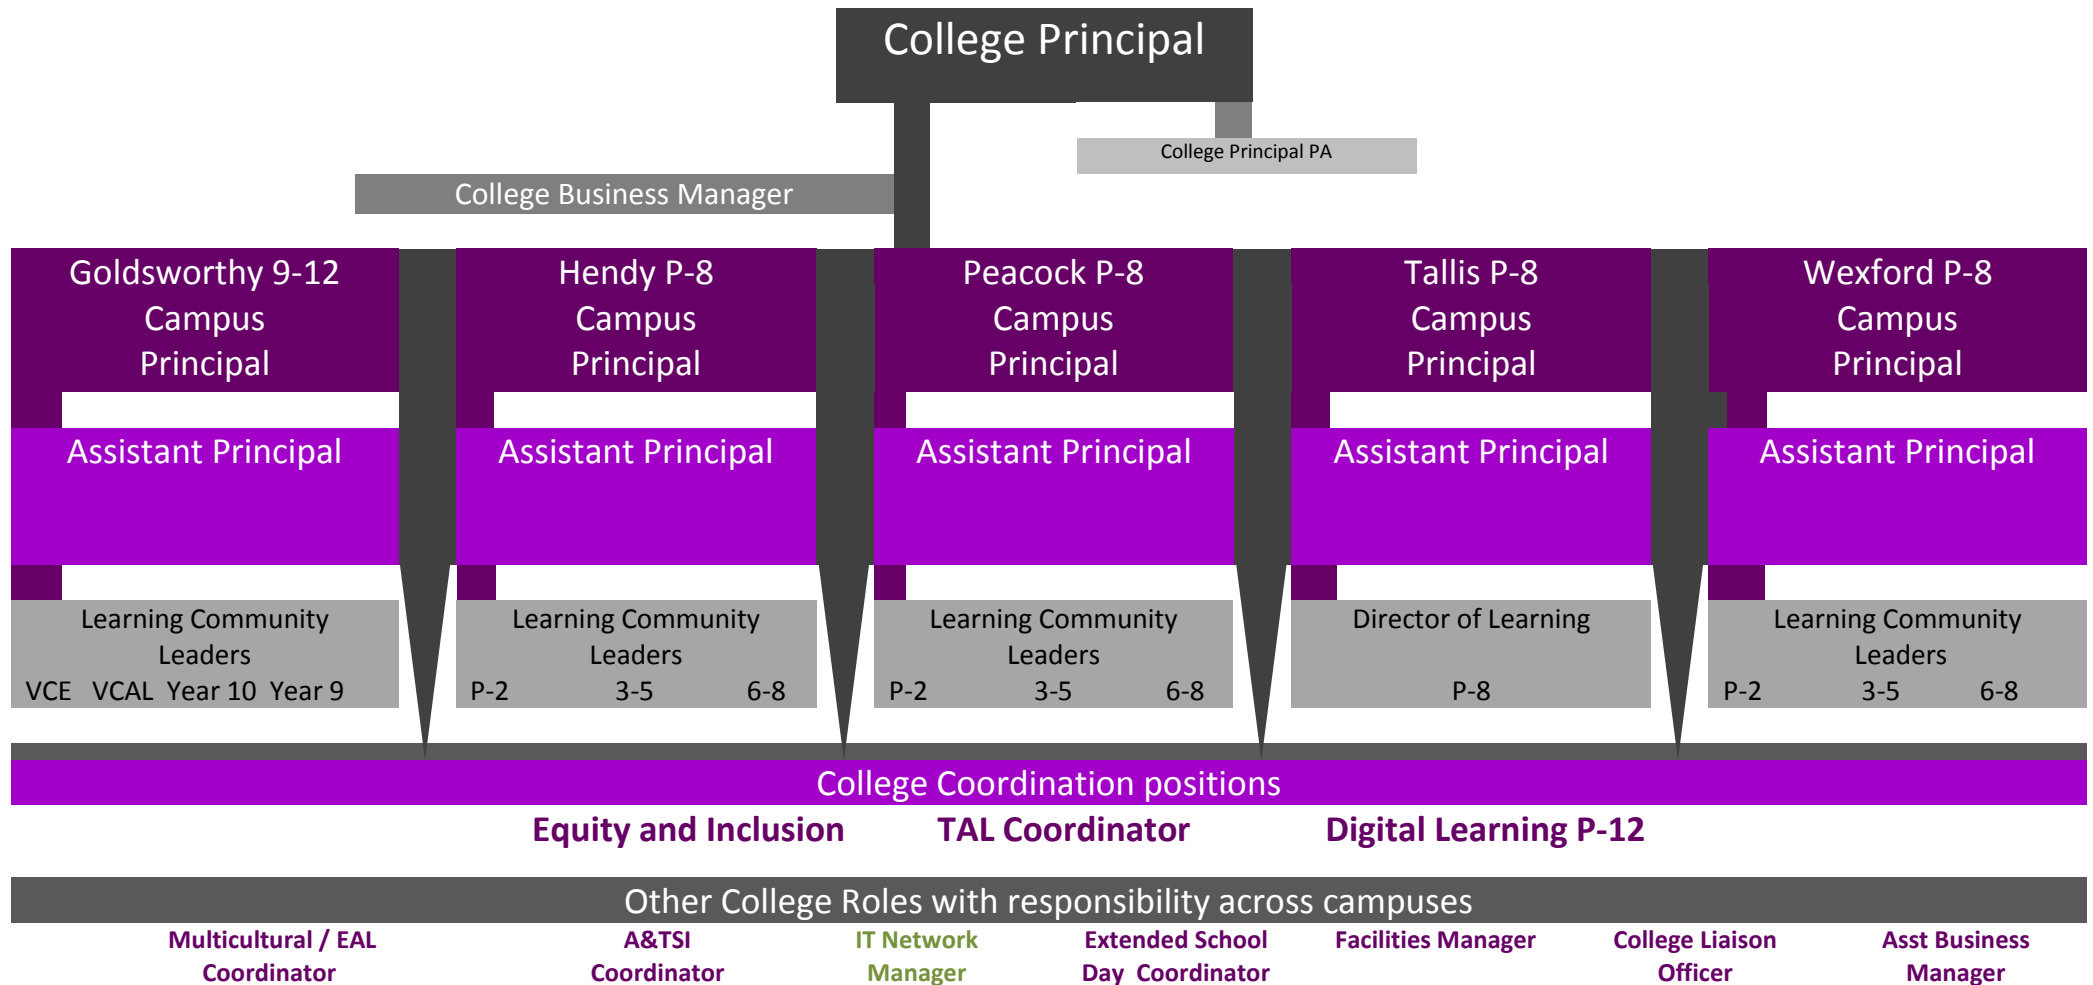 College Principal
College Principal PA
College Business Manager
Goldsworthy 9-12
Campus
Principal
Hendy P-8
Campus
Principal
Peacock P-8
Campus
Principal
Tallis P-8
Campus
Principal
Wexford P-8
Campus
Principal
Assistant Principal
Assistant Principal
Assistant Principal
Assistant Principal
Assistant Principal
Learning Community
Leaders
VCE VCAL Year 10 Year 9
Learning Community
Leaders
P-2 3-5 6-8
Learning Community
Leaders
P-2 3-5 6-8
Director of Learning
P-8
Learning Community
Leaders
P-2 3-5 6-8
College Coordination positions
Equity and Inclusion TAL Coordinator Digital Learning P-12
Other College Roles with responsibility across campuses
Multicultural / EAL
Coordinator
A&TSI
Coordinator
IT Network
Manager
Extended School
Day Coordinator
Facilities Manager
College Liaison
Officer
Asst Business
Manager